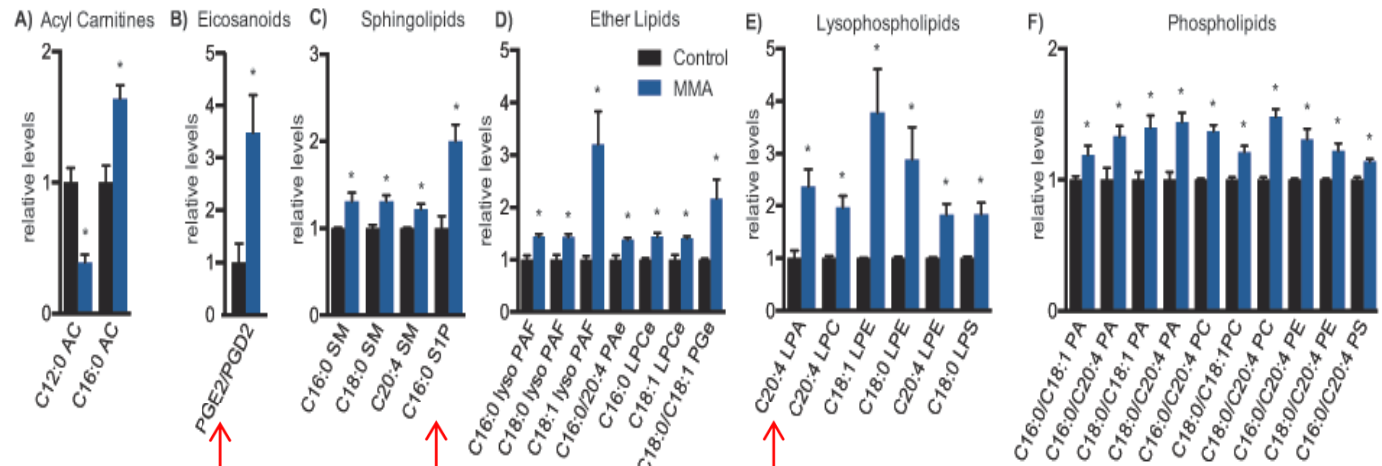 A) Acyl Carnitines
relative levels
2
1
0
C12:0 AC
C16:0 AC
B) Eicosanoids
relative levels
5
4
3
2
1
0
PGE2/PGD2
C) Sphingolipids
relative levels
3
2
1
0
C16:0 SM
C18:0 SM
C20:4 SM
C16:0 S1P
D) Ether Lipids
Control
MMA
relative levels
5
4
3
2
1
0
C16:0 lyso PAF
C18:0 lyso PAF
C18:1 lyso PAF
C16:0/20:4 PAe
C16:0 LPCe
C18:1 LPCe
C18:0/C18:1 PGe
E) Lysophospholipids
relative levels
5
4
3
2
1
0
C20:4 LPA
C20:4 LPC
C18:1 LPE
C18:0 LPE
C20:4 LPE
C18:0 LPS
F) Phospholipids
relative levels
2
1
0
C16:0/C18:1 PA
C16:0/C20:4 PA
C18:0/C18:1 PA
C18:0/C20:4 PA
C16:0/C20:4 PC
C18:0/C18:1PC
C18:0/C20:4 PC
C16:0/C20:4 PE
C18:0/C20:4 PE
C16:0/C20:4 PS